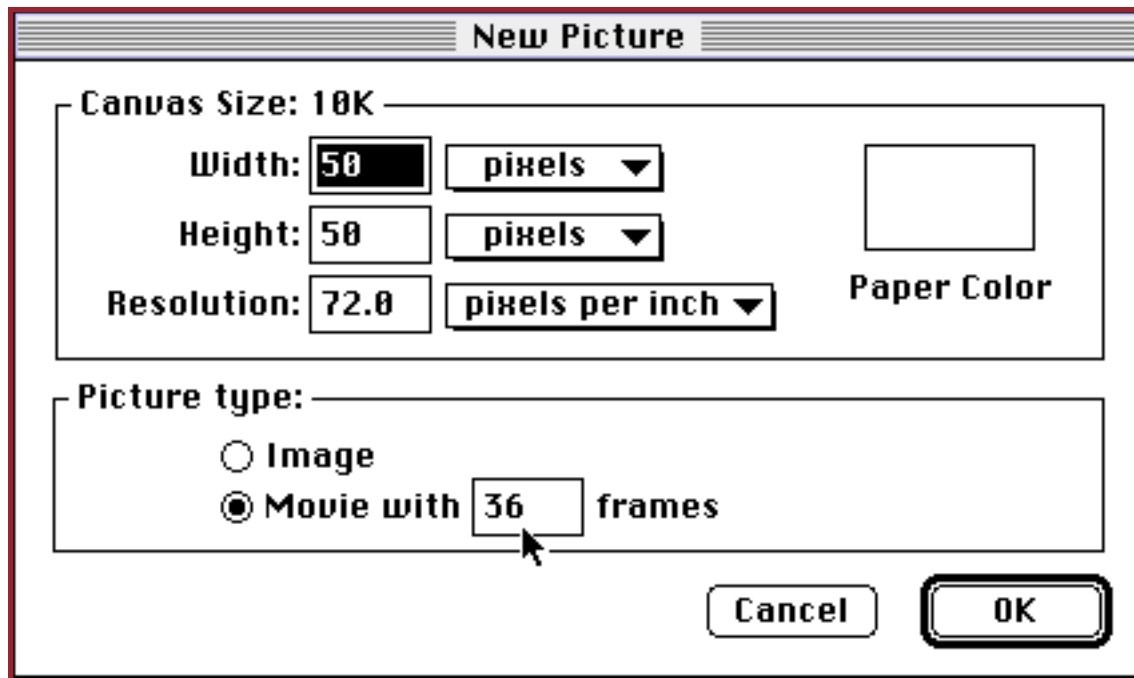 New Picture
Canvas Size: 10K
Width: 50 pixels
Height: 50 pixels
Resolution: 72.0 pixels per inch
Paper Color
Picture type:
Image
Movie with 36 frames
Cancel OK